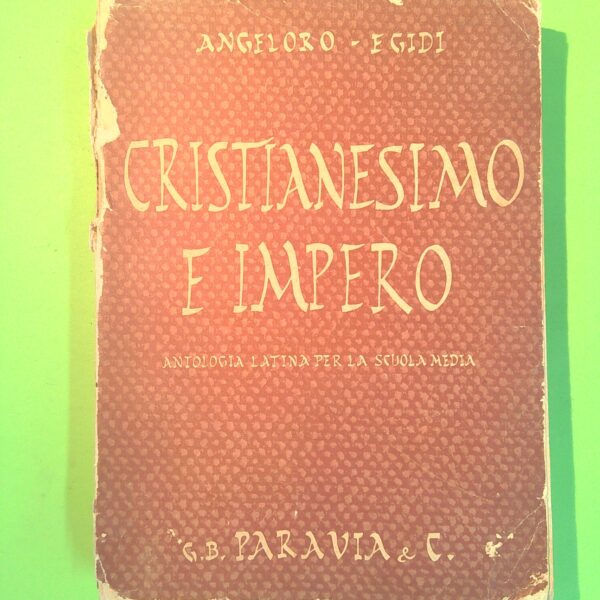 ANGELORO - EGIDI
CRISTIANESIMO
E IMPERO
ANTOLOGIA LATINA PER LA SCUOLA MEDIA
G.B. PARAVIA & C.